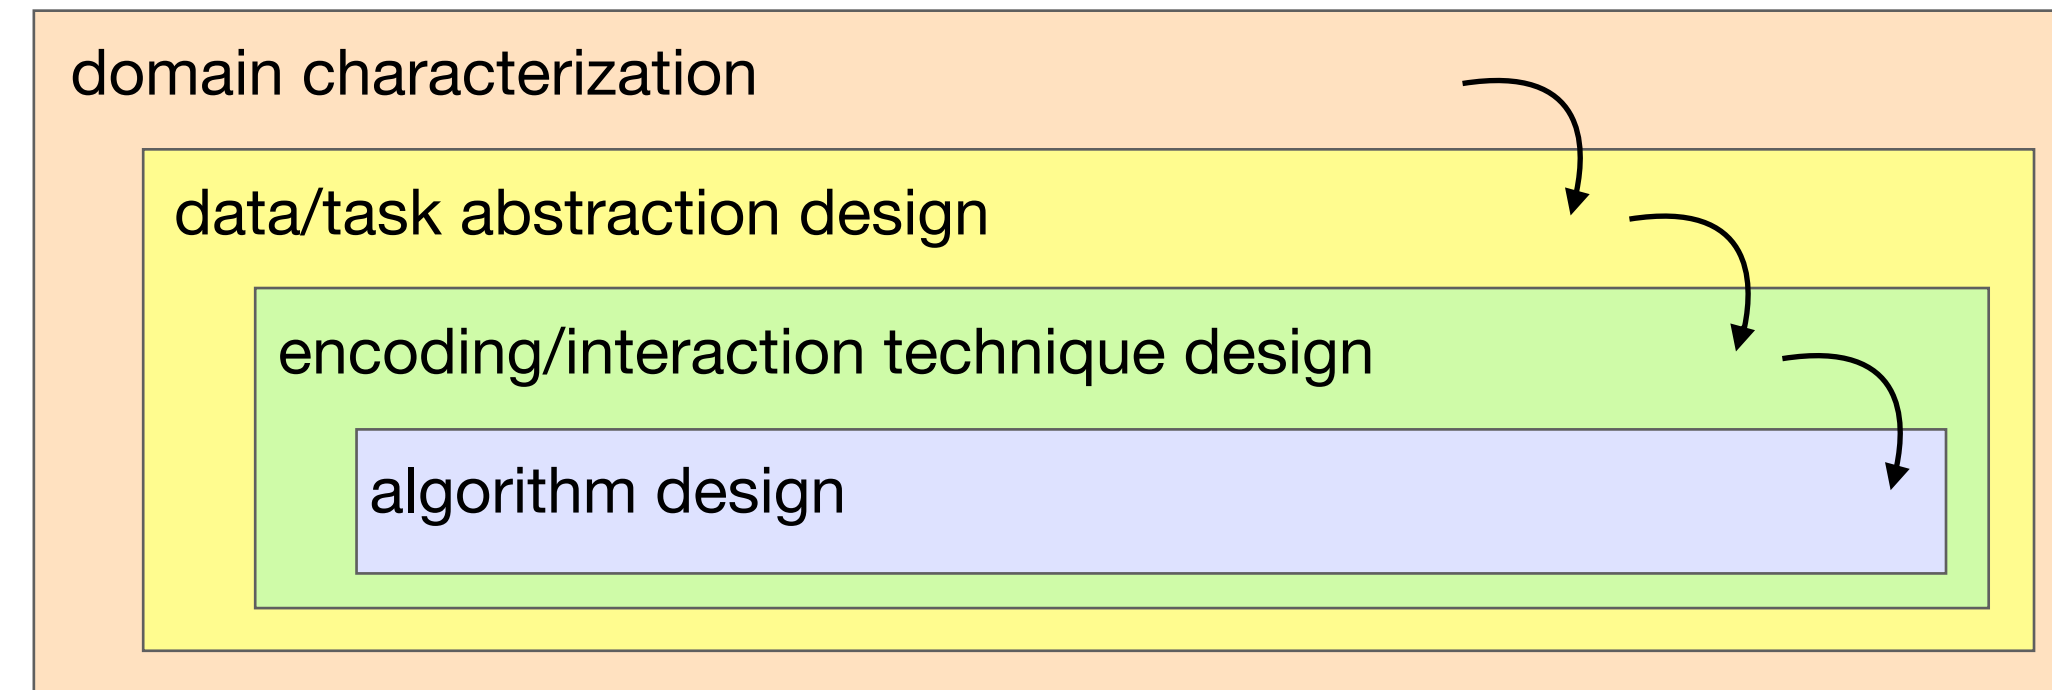 domain characterization
data/task abstraction design
encoding/interaction technique design
algorithm design